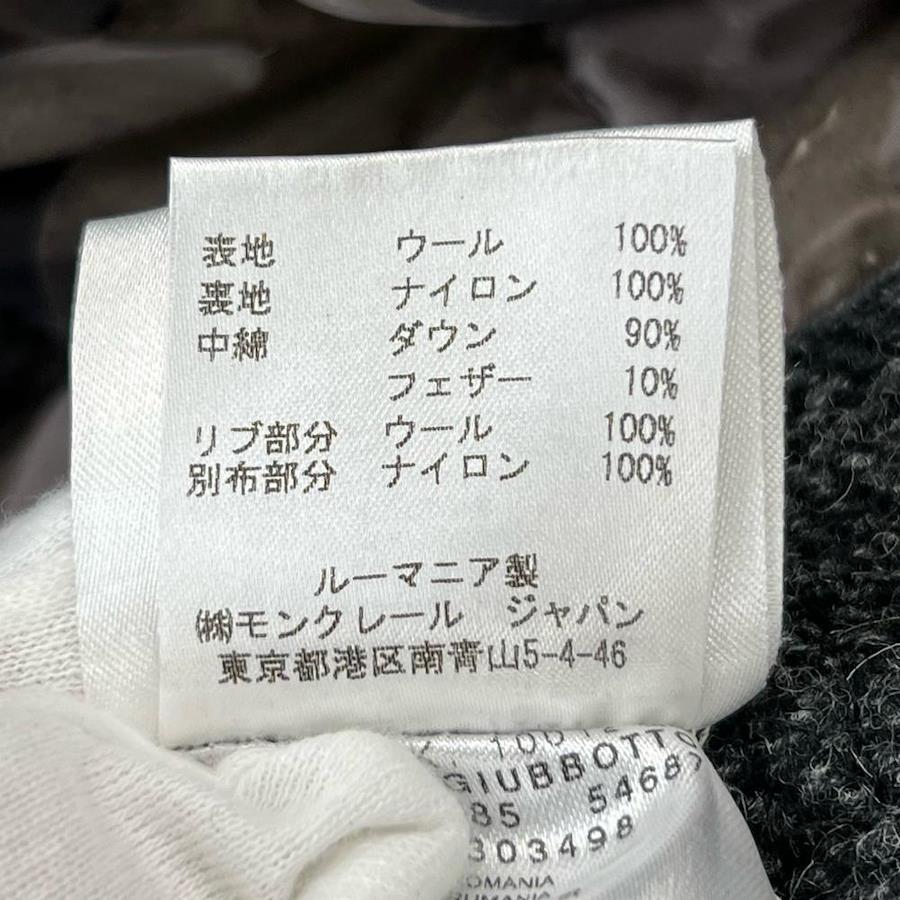 表地 ウール 100%
裏地 ナイロン 100%
中綿 ダウン 90%
フェザー 10%
リブ部分 ウール 100%
別布部分 ナイロン 100%
ルーマニア製
㈱モンクレール ジャパン
東京都港区南青山5-4-46
GIUBBOTTO
85 54683
303498
OMANIA